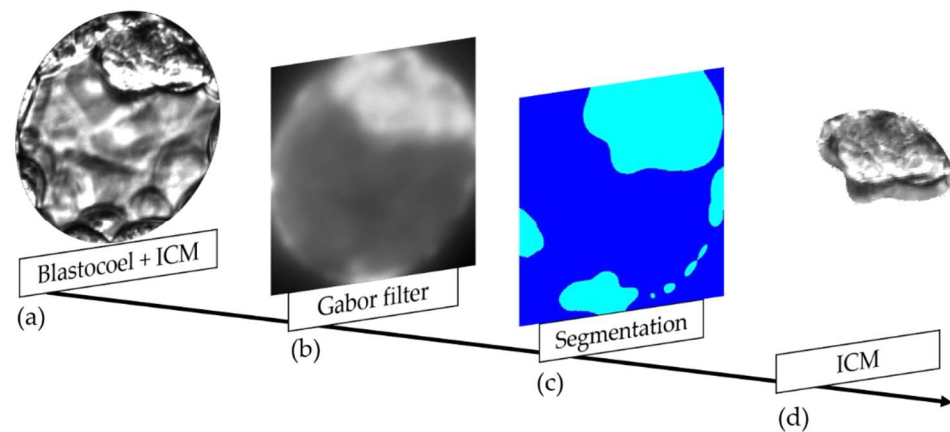 Blastocoel + ICM
(a)
Gabor filter
(b)
Segmentation
(c)
ICM
(d)